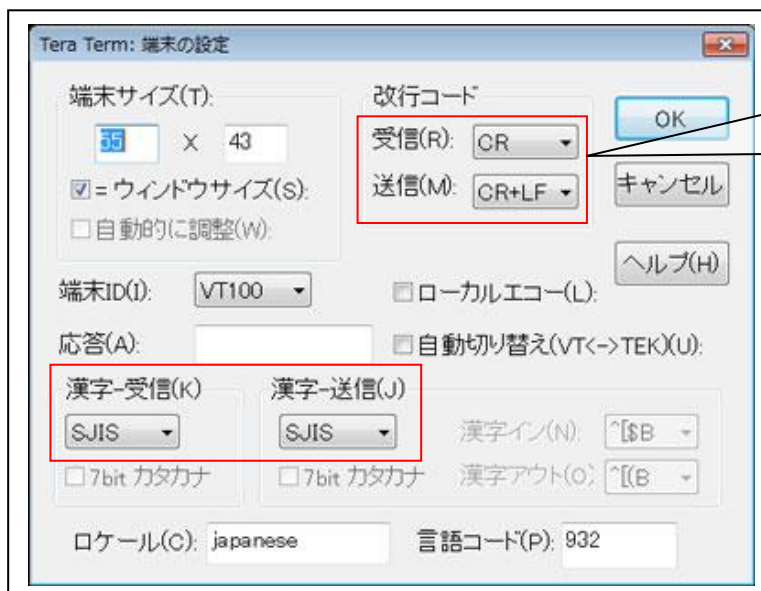 Tera Term: 端末の設定
端末サイズ(T):
55 X 43
=ウィンドウサイズ(S):
自動的に調整(W):
改行コード
受信(R): CR
送信(M): CR+LF
OK
キャンセル
ヘルプ(H)
端末ID(I): VT100
ローカルエコー(L):
応答(A):
自動切り替え(VT<->TEK)(U):
漢字-受信(K)
SJIS
7bit カタカナ
漢字-送信(J)
SJIS
7bit カタカナ
漢字イン(N): ^[$B
漢字アウト(O) ^[(B
ロケール(C): japanese
言語コード(P): 932